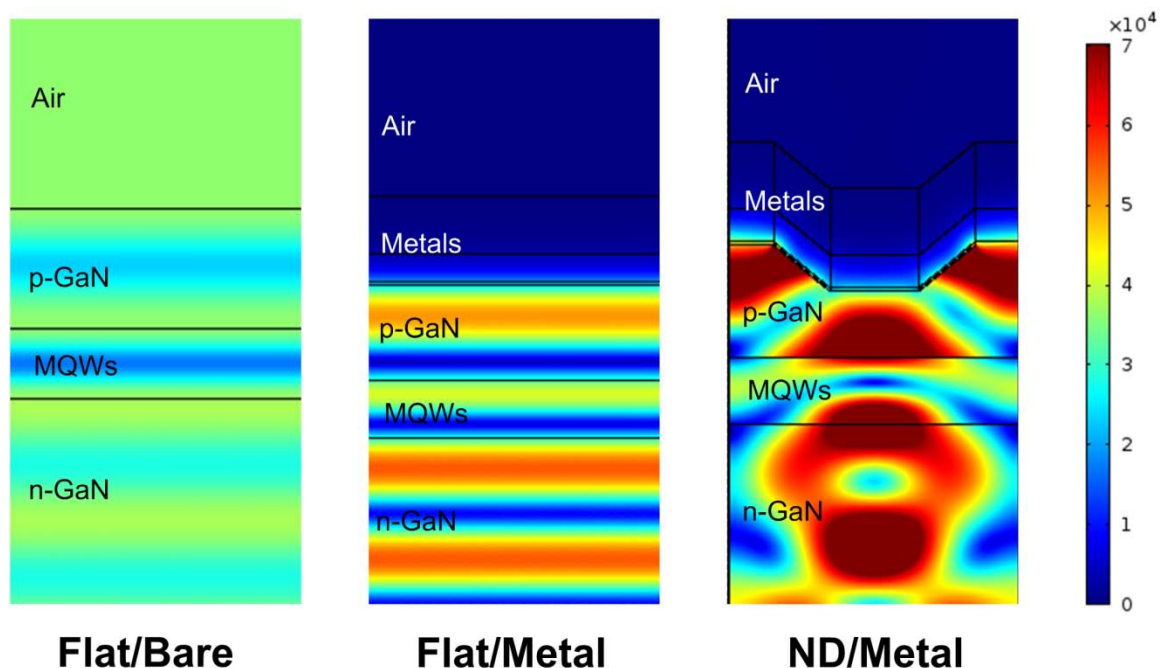 Air
p-GaN
MQWs
n-GaN
Flat/Bare
Air
Metals
p-GaN
MQWs
n-GaN
Flat/Metal
Air
Metals
p-GaN
MQWs
n-GaN
ND/Metal
×10⁴
7
6
5
4
3
2
1
0